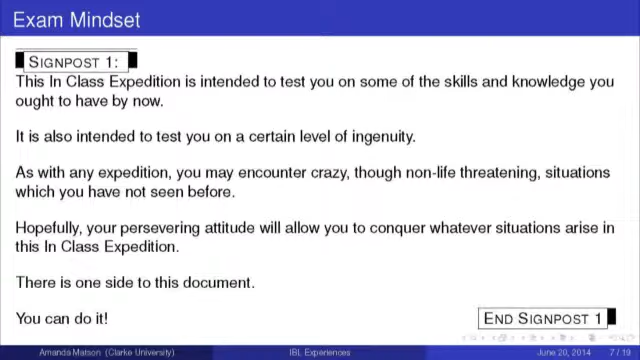 Exam Mindset
SIGNPOST 1:
This In Class Expedition is intended to test you on some of the skills and knowledge you
ought to have by now.
It is also intended to test you on a certain level of ingenuity.
As with any expedition, you may encounter crazy, though non-life threatening, situations
which you have not seen before.
Hopefully, your persevering attitude will allow you to conquer whatever situations arise in
this In Class Expedition.
There is one side to this document.
You can do it!
END SIGNPOST 1
Amanda Matson (Clarke University) IBL Experiences June 20, 2014 7 / 19